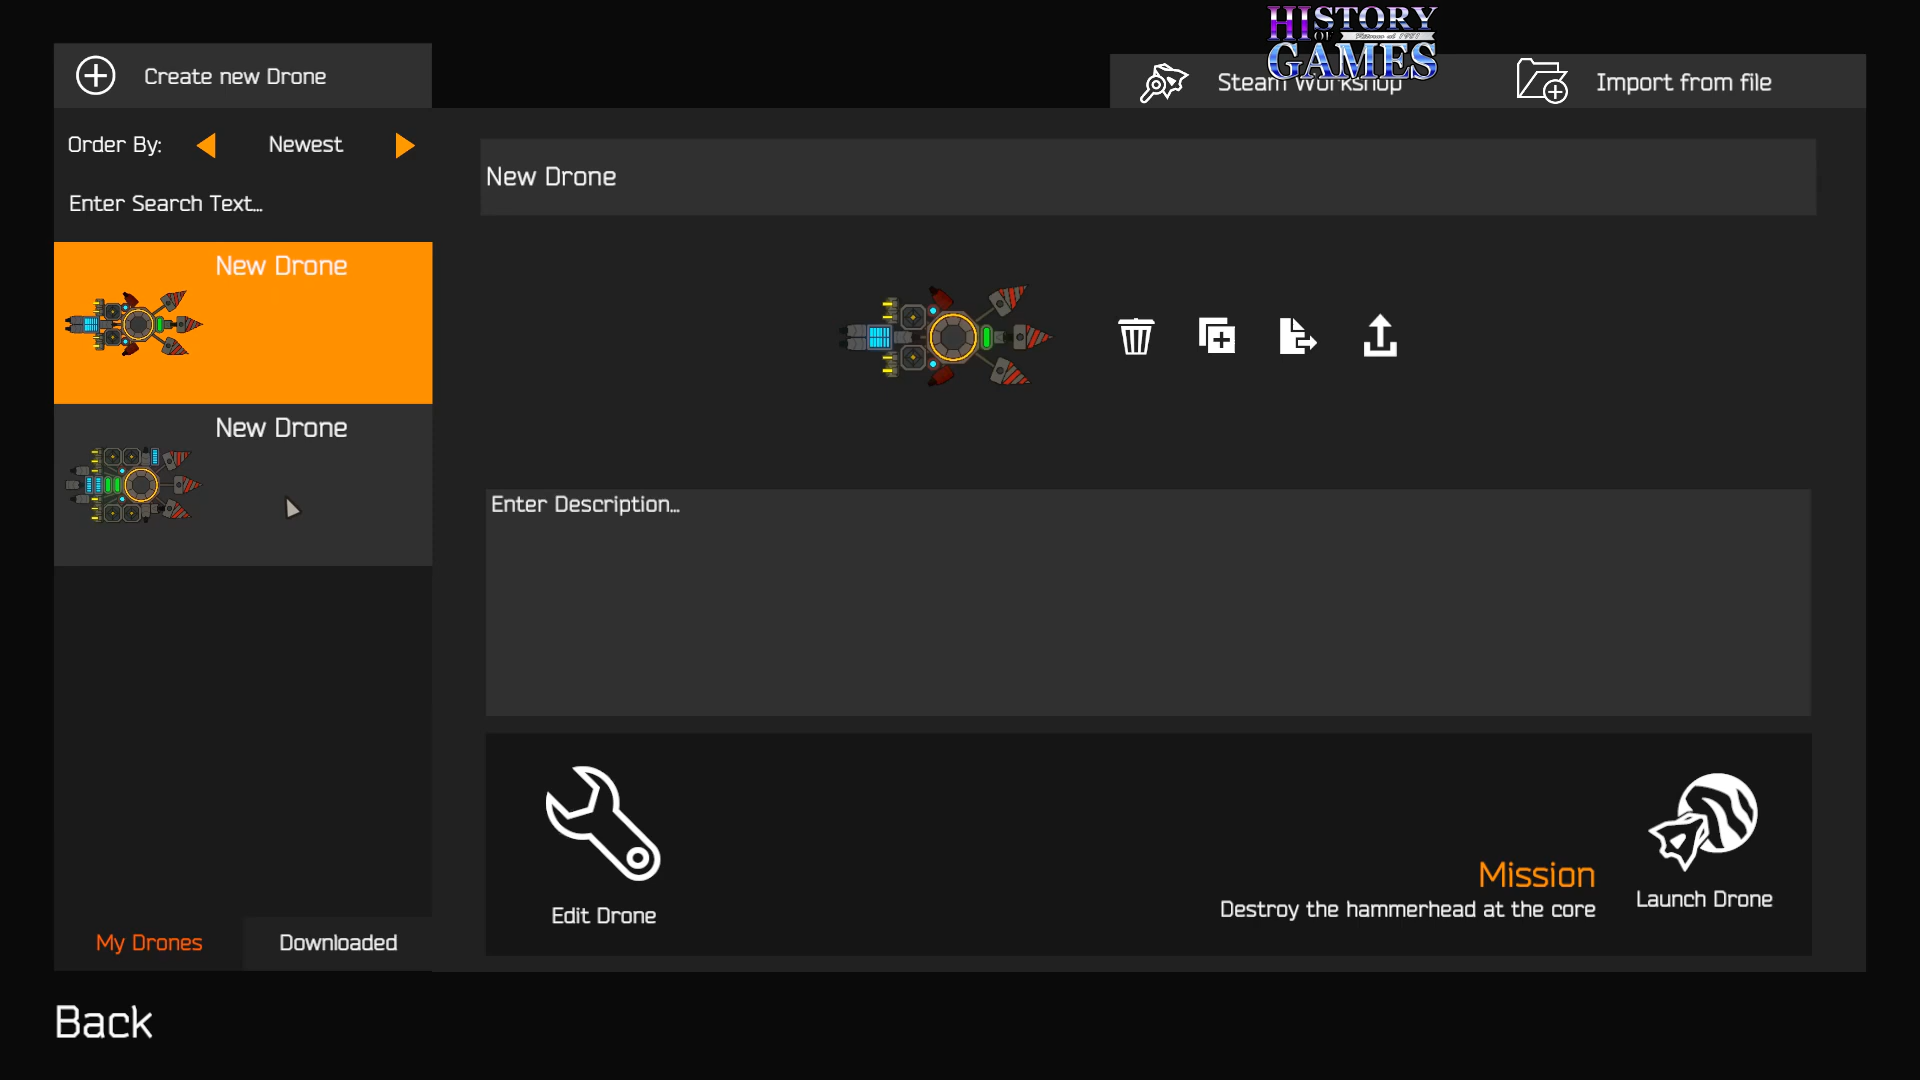 HISTORY
OF
GAMES
Create new Drone
Steam Workshop
Import from file
Order By:
Newest
New Drone
Enter Search Text...
New Drone
New Drone
Enter Description...
Mission
Destroy the hammerhead at the core
Edit Drone
Launch Drone
My Drones
Downloaded
Back